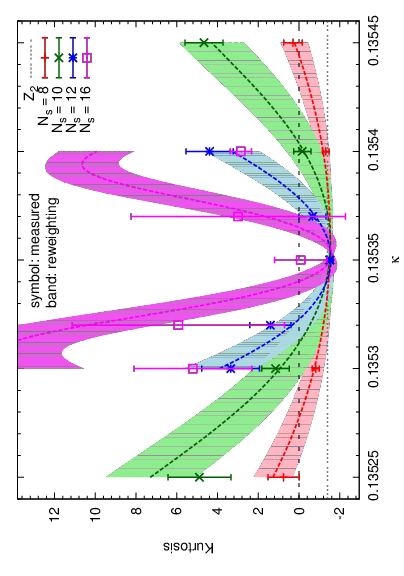 symbol: measured
band: reweighting
Z₂
Nₛ = 8
Nₛ = 10
Nₛ = 12
Nₛ = 16
Kurtosis
12
10
8
6
4
2
0
-2
0.13525
0.1353
0.13535
0.1354
0.13545
κ